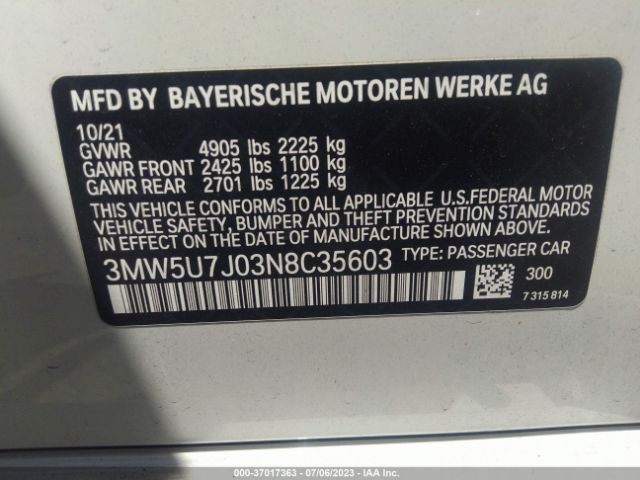 MFD BY BAYERISCHE MOTOREN WERKE AG
10/21
GVWR 4905 lbs 2225 kg
GAWR FRONT 2425 lbs 1100 kg
GAWR REAR 2701 lbs 1225 kg
THIS VEHICLE CONFORMS TO ALL APPLICABLE U.S.FEDERAL MOTOR
VEHICLE SAFETY, BUMPER AND THEFT PREVENTION STANDARDS
IN EFFECT ON THE DATE OF MANUFACTURE SHOWN ABOVE.
3MW5U7J03N8C35603 TYPE: PASSENGER CAR
300
7 315 814
000-37017363 - 07/06/2023 - IAA Inc.